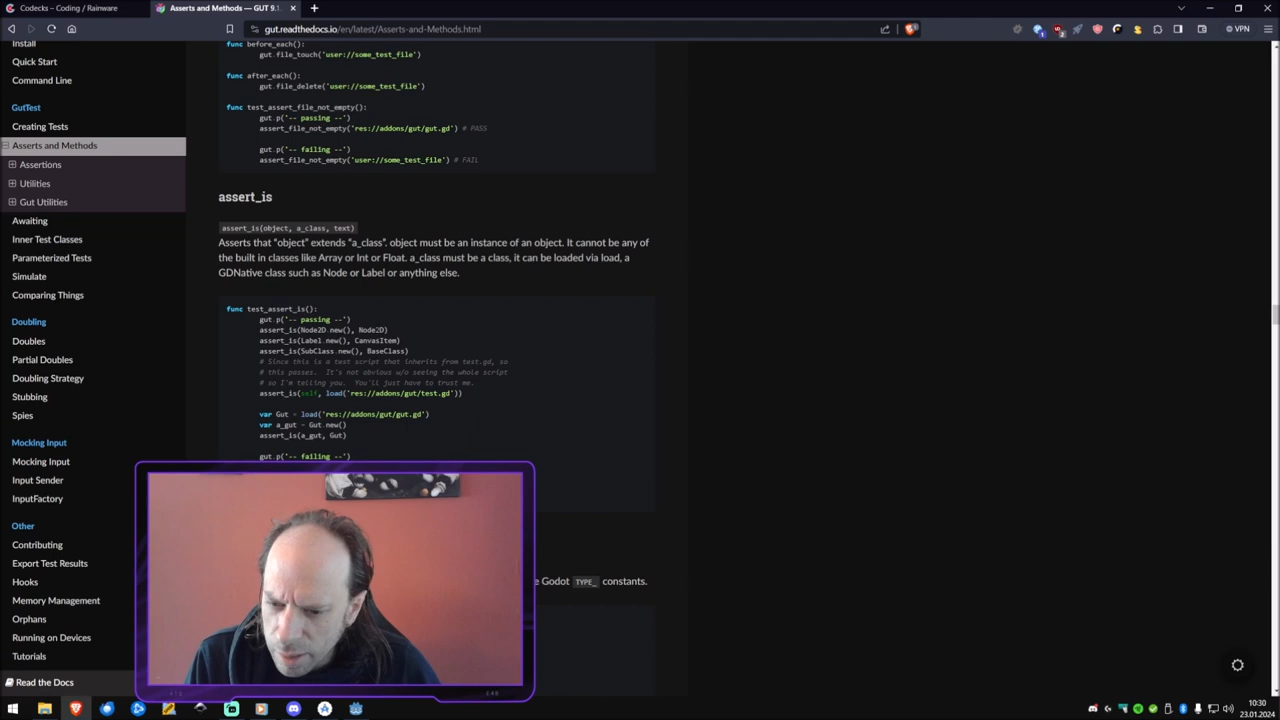 Codecks – Coding / Rainware
Asserts and Methods — GUT 9.1.
gut.readthedocs.io/en/latest/Asserts-and-Methods.html
VPN
Install
Quick Start
Command Line
GutTest
Creating Tests
Asserts and Methods
Assertions
Utilities
Gut Utilities
Awaiting
Inner Test Classes
Parameterized Tests
Simulate
Comparing Things
Doubling
Doubles
Partial Doubles
Doubling Strategy
Stubbing
Spies
Mocking Input
Mocking Input
Input Sender
InputFactory
Other
Contributing
Export Test Results
Hooks
Memory Management
Orphans
Running on Devices
Tutorials
Read the Docs
func before_each():
gut.file_touch('user://some_test_file')
func after_each():
gut.file_delete('user://some_test_file')
func test_assert_file_not_empty():
gut.p('-- passing --')
assert_file_not_empty('res://addons/gut/gut.gd') # PASS
gut.p('-- failing --')
assert_file_not_empty('user://some_test_file') # FAIL
assert_is
assert_is(object, a_class, text)
Asserts that "object" extends "a_class". object must be an instance of an object. It cannot be any of
the built in classes like Array or Int or Float. a_class must be a class, it can be loaded via load, a
GDNative class such as Node or Label or anything else.
func test_assert_is():
gut.p('-- passing --')
assert_is(Node2D.new(), Node2D)
assert_is(Label.new(), CanvasItem)
assert_is(SubClass.new(), BaseClass)
# Since this is a test script that inherits from test.gd, so
# this passes. It's not obvious w/o seeing the whole script
# so I'm telling you. You'll just have to trust me.
assert_is(self, load('res://addons/gut/test.gd'))
var Gut = load('res://addons/gut/gut.gd')
var a_gut = Gut.new()
assert_is(a_gut, Gut)
gut.p('-- failing --')
e Godot TYPE_ constants.
10:30
23.01.2024